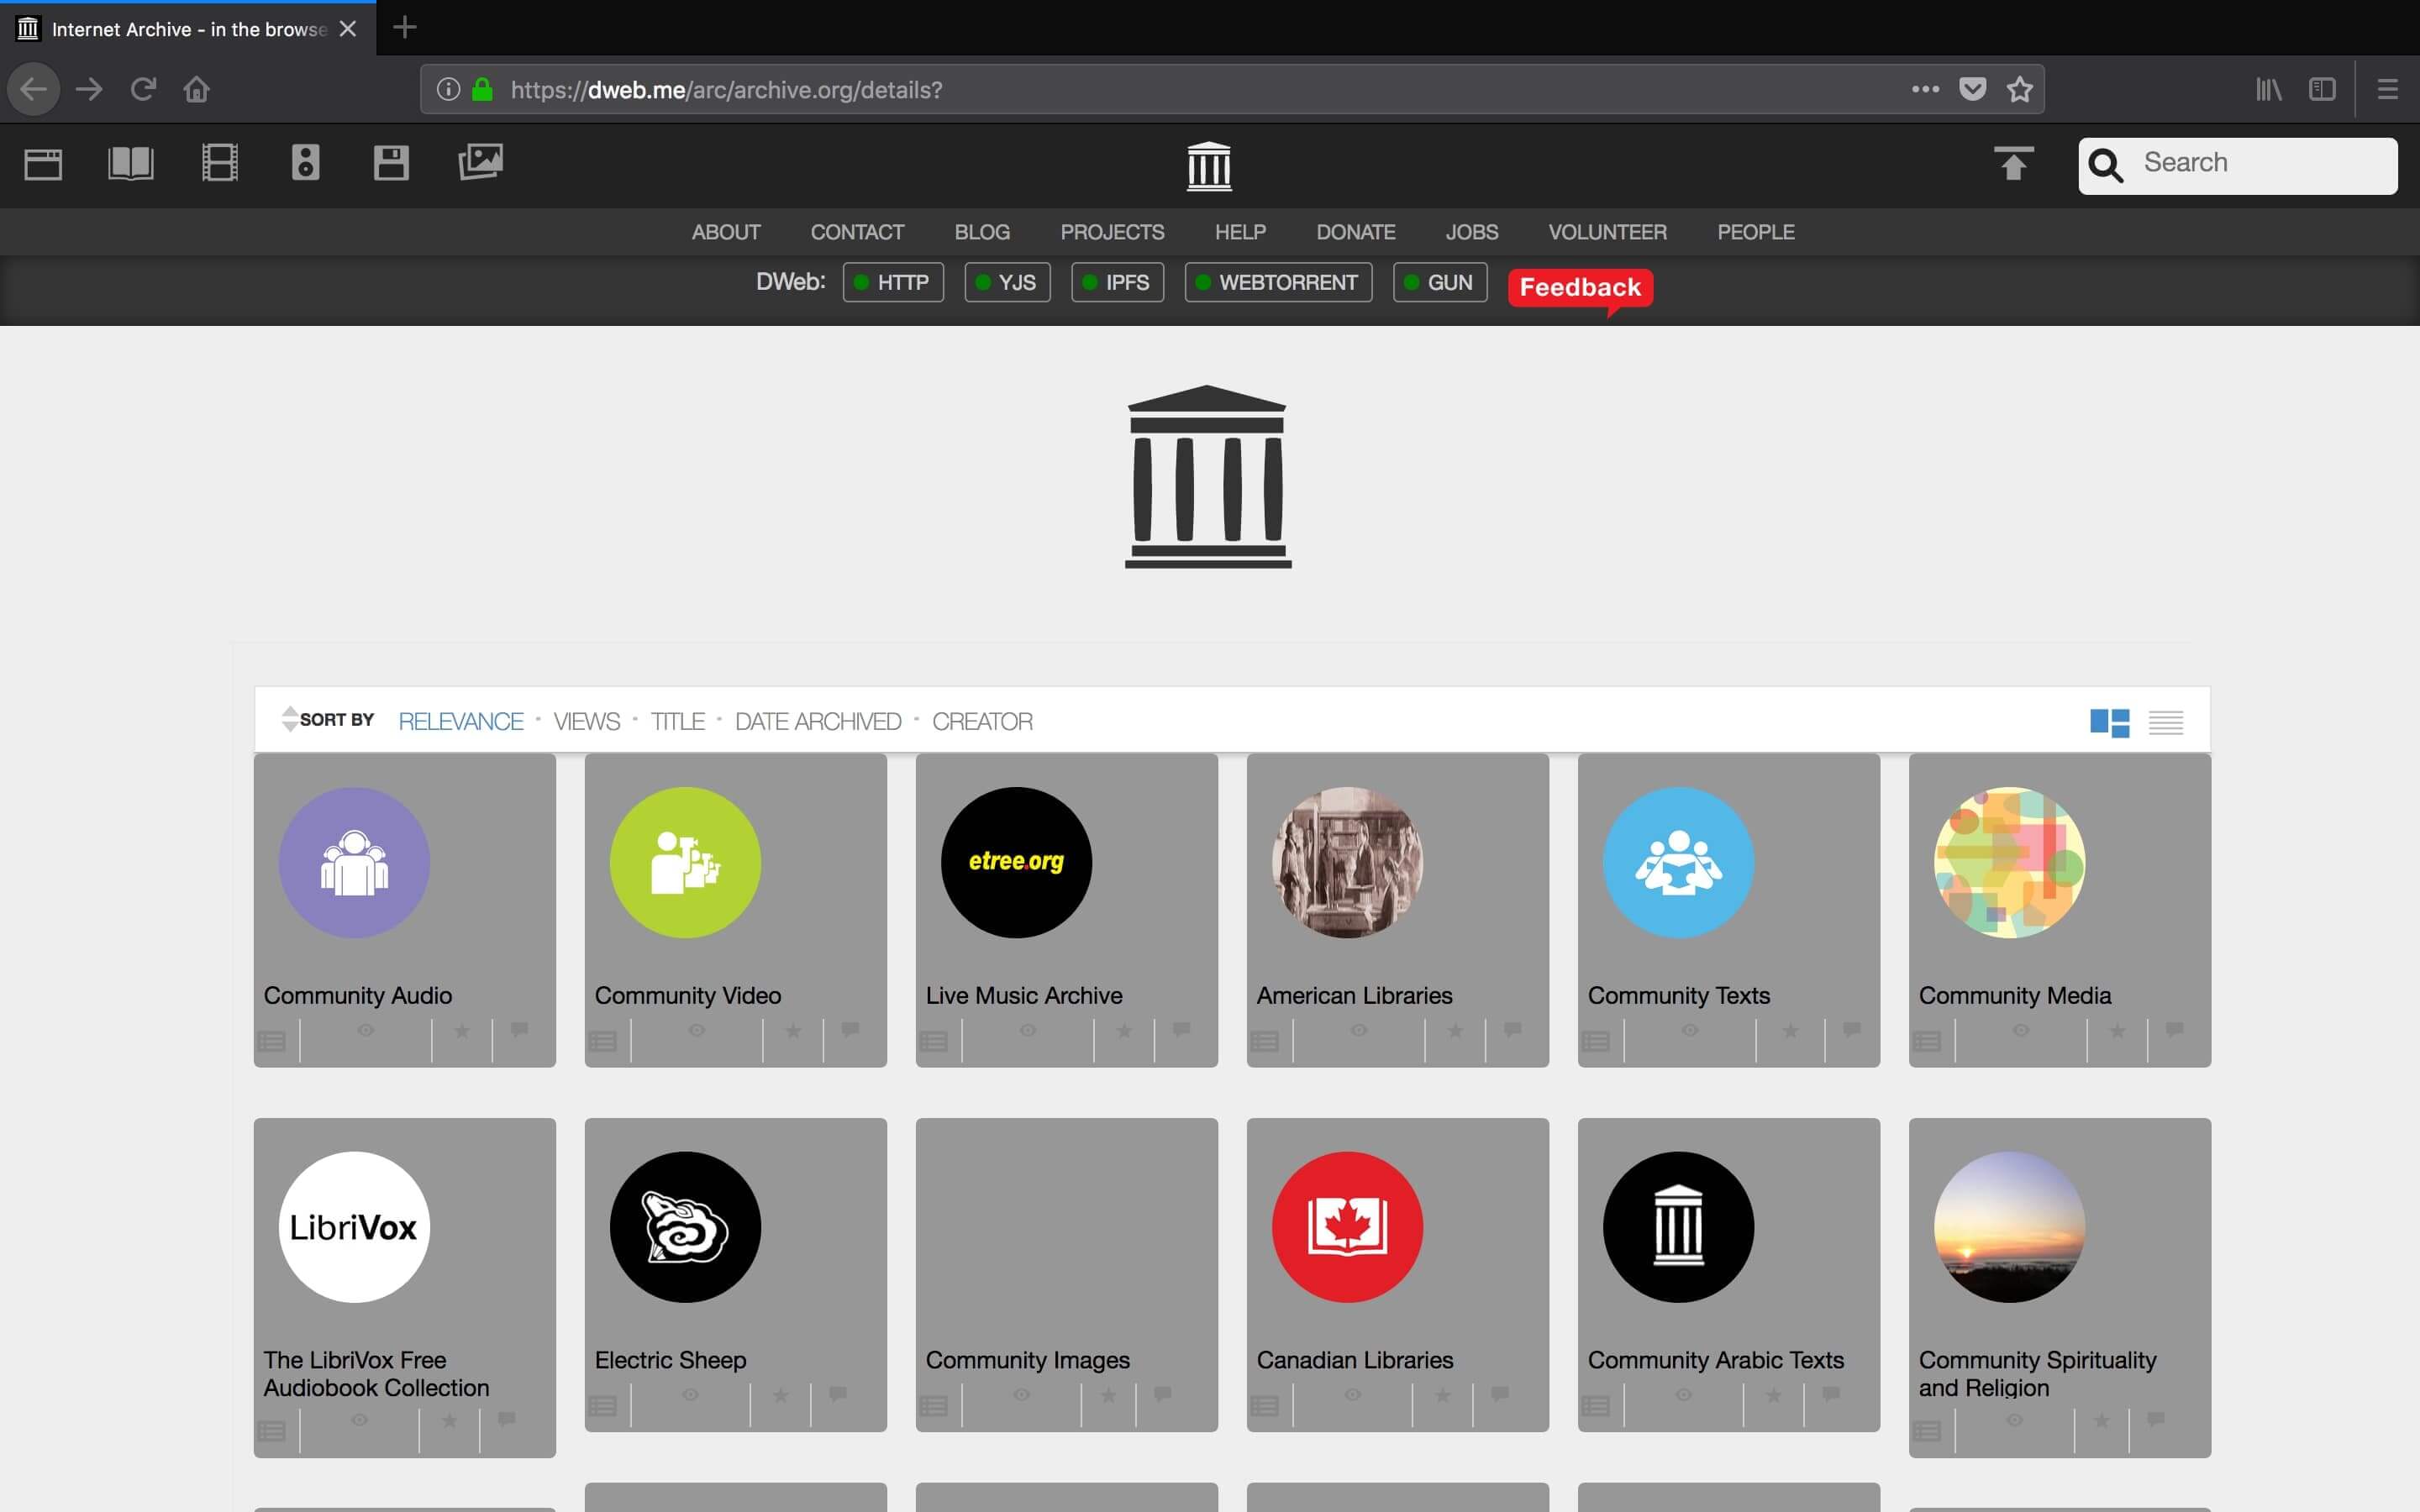 Internet Archive - in the browse
https://dweb.me/arc/archive.org/details?
Search
ABOUT CONTACT BLOG PROJECTS HELP DONATE JOBS VOLUNTEER PEOPLE
DWeb: HTTP YJS IPFS WEBTORRENT GUN Feedback
SORT BY RELEVANCE · VIEWS · TITLE · DATE ARCHIVED · CREATOR
etree.org
Community Audio
Community Video
Live Music Archive
American Libraries
Community Texts
Community Media
LibriVox
The LibriVox Free
Audiobook Collection
Electric Sheep
Community Images
Canadian Libraries
Community Arabic Texts
Community Spirituality
and Religion